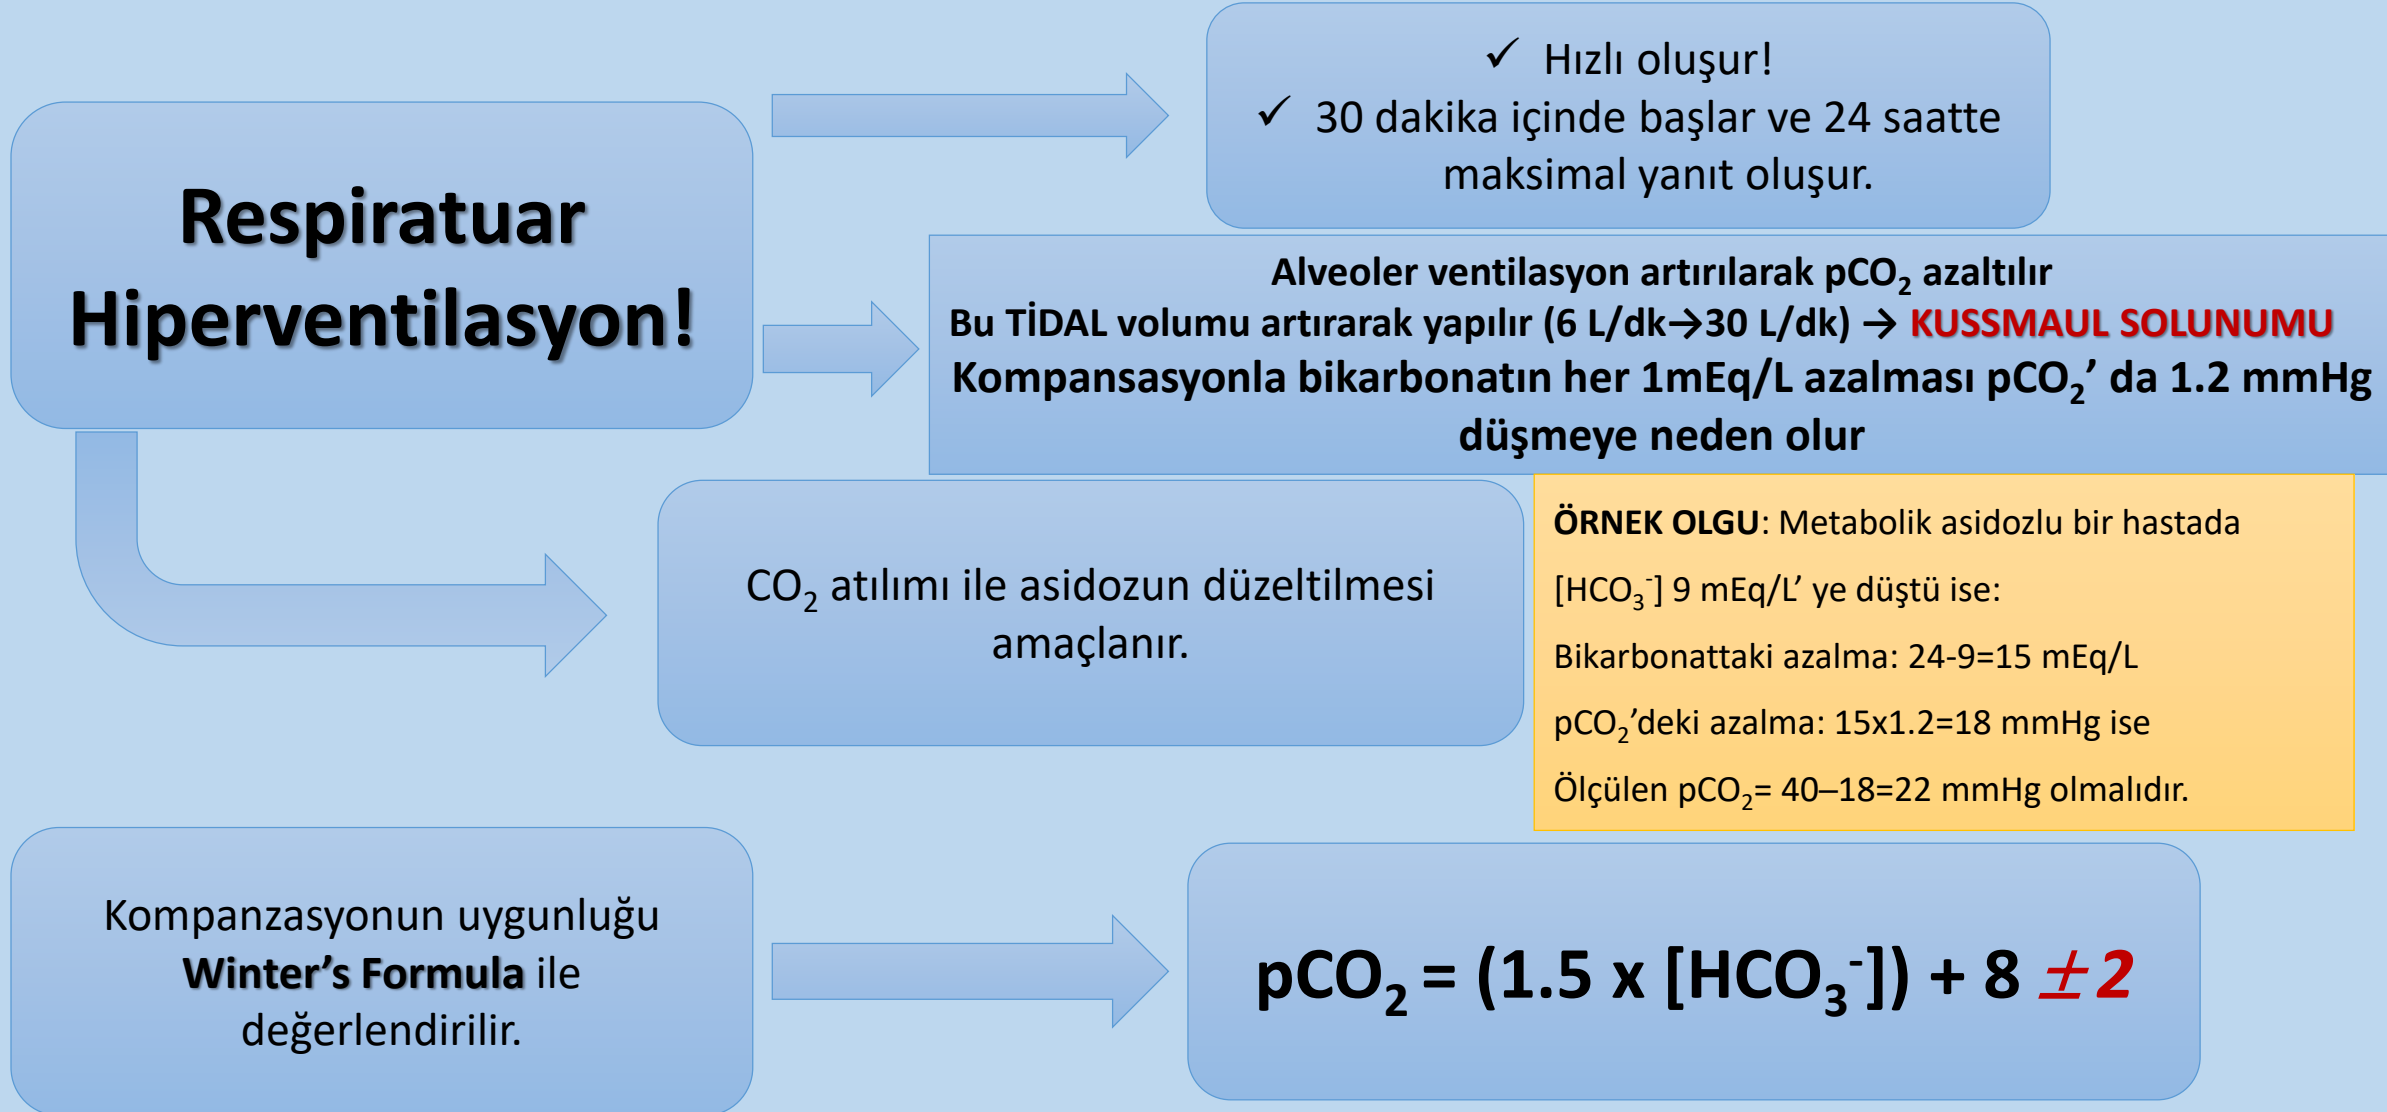 Respiratuar
Hiperventilasyon!
✓ Hızlı oluşur!
✓ 30 dakika içinde başlar ve 24 saatte
maksimal yanıt oluşur.
Alveoler ventilasyon artırılarak pCO₂ azaltılır
Bu TİDAL volumu artırarak yapılır (6 L/dk→30 L/dk) → KUSSMAUL SOLUNUMU
Kompansasyonla bikarbonatın her 1mEq/L azalması pCO₂’ da 1.2 mmHg
düşmeye neden olur
CO₂ atılımı ile asidozun düzeltilmesi
amaçlanır.
ÖRNEK OLGU: Metabolik asidozlu bir hastada
[HCO₃⁻] 9 mEq/L’ ye düştü ise:
Bikarbonattaki azalma: 24-9=15 mEq/L
pCO₂’deki azalma: 15x1.2=18 mmHg ise
Ölçülen pCO₂= 40–18=22 mmHg olmalıdır.
Kompanzasyonun uygunluğu
Winter’s Formula ile
değerlendirilir.
pCO₂ = (1.5 x [HCO₃⁻]) + 8 ±2